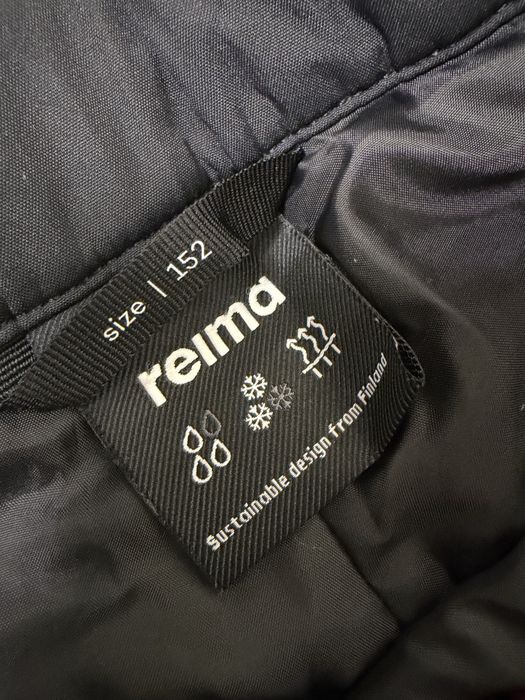 size | 152
reima
Sustainable design from Finland